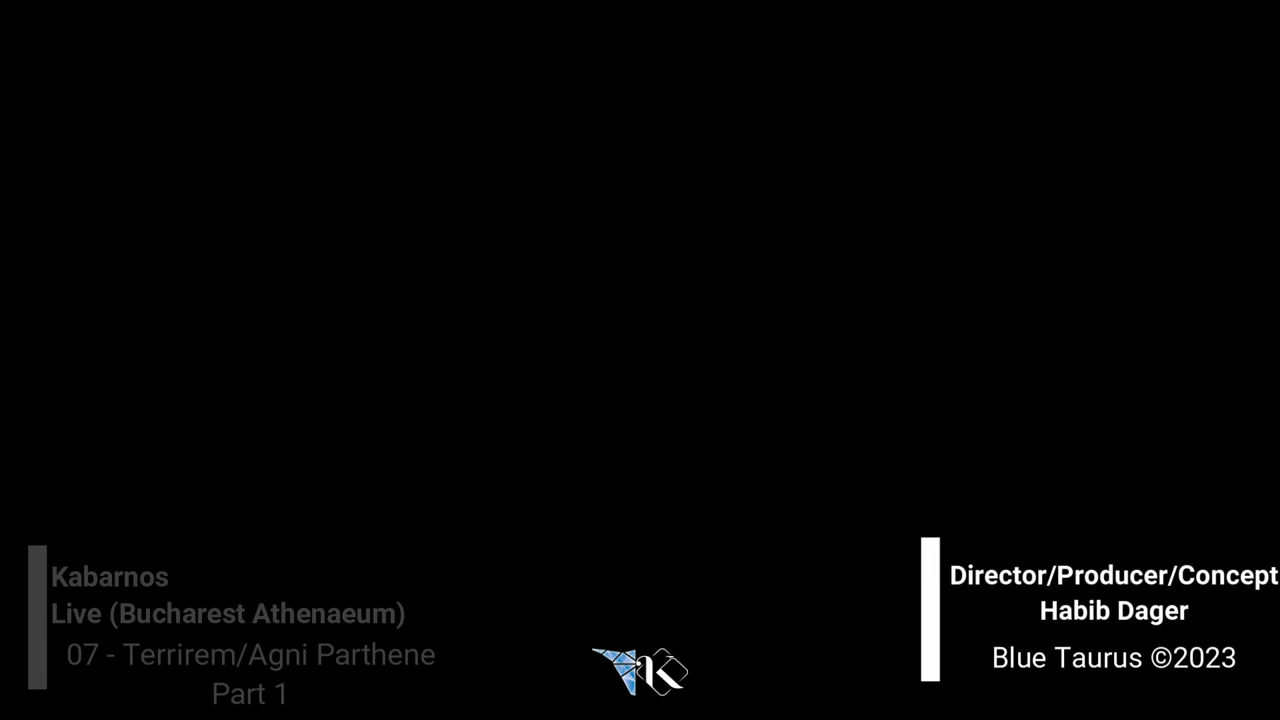 Kabarnos
Live (Bucharest Athenaeum)
07 - Terrirem/Agni Parthene
Part 1
K
Director/Producer/Concept
Habib Dager
Blue Taurus ©2023